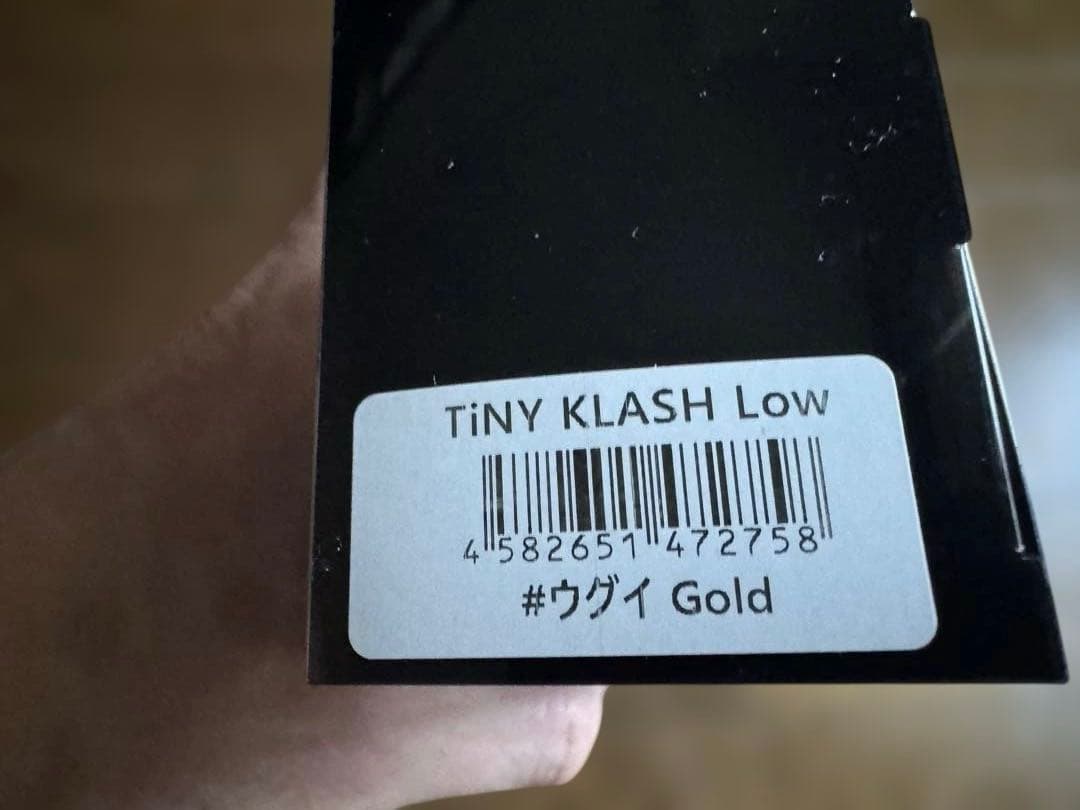 TiNY KLASH Low
4 582651 472758
#ウグイ Gold